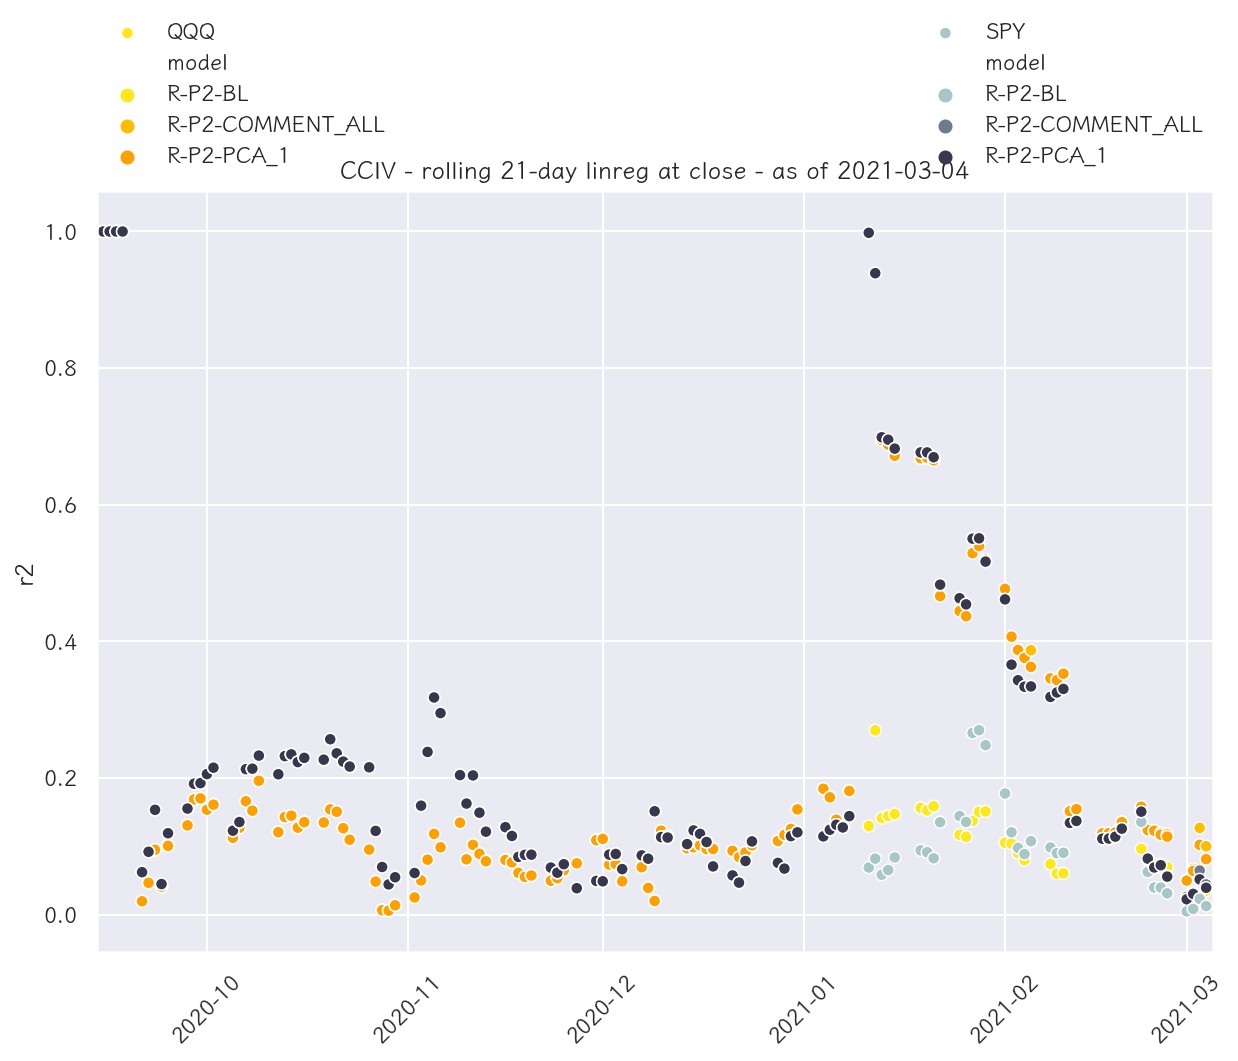 QQQ
model
R-P2-BL
R-P2-COMMENT_ALL
R-P2-PCA_1
SPY
model
R-P2-BL
R-P2-COMMENT_ALL
R-P2-PCA_1
CCIV - rolling 21-day linreg at close - as of 2021-03-04
1.0
0.8
0.6
0.4
0.2
0.0
r2
2020-10
2020-11
2020-12
2021-01
2021-02
2021-03